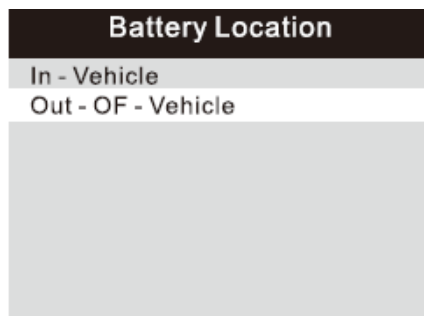 Battery Location
In - Vehicle
Out - OF - Vehicle